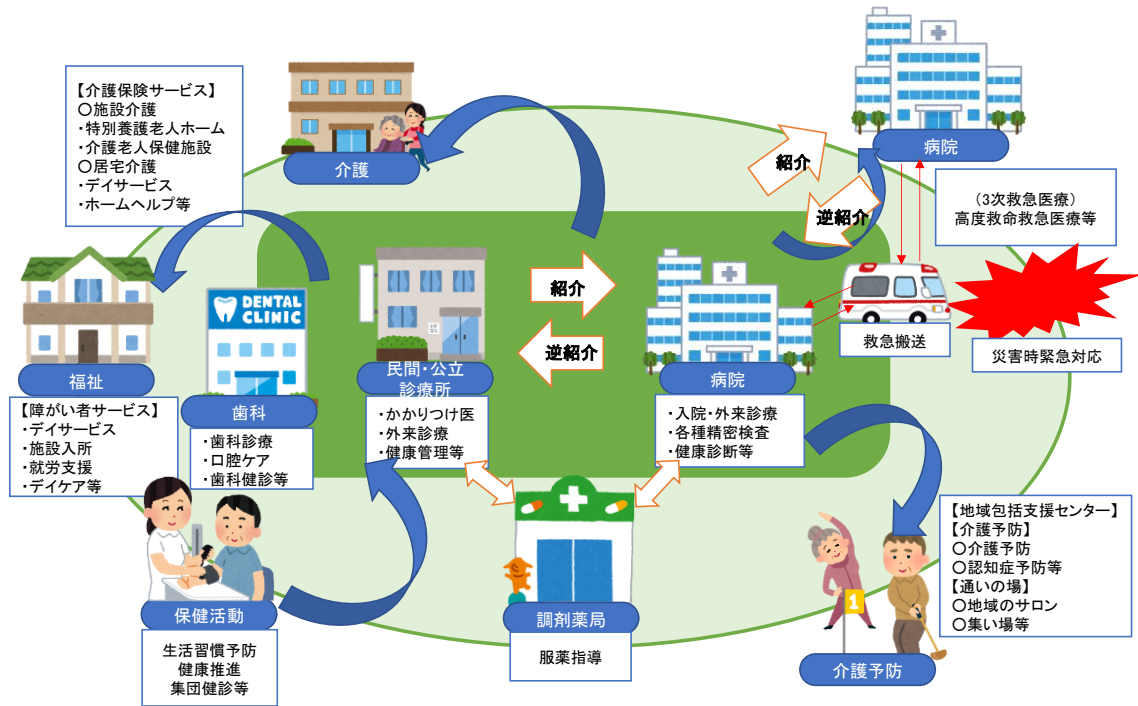 【介護保険サービス】
〇施設介護
・特別養護老人ホーム
・介護老人保健施設
〇居宅介護
・デイサービス
・ホームヘルプ等
介護
病院
（3次救急医療）
高度救命救急医療等
紹介
逆紹介
救急搬送
災害時緊急対応
福祉
【障がい者サービス】
・デイサービス
・施設入所
・就労支援
・デイケア等
DENTAL
CLINIC
歯科
・歯科診療
・口腔ケア
・歯科健診等
民間・公立
診療所
・かかりつけ医
・外来診療
・健康管理等
紹介
逆紹介
病院
・入院・外来診療
・各種精密検査
・健康診断等
保健活動
生活習慣予防
健康推進
集団健診等
調剤薬局
服薬指導
1
介護予防
【地域包括支援センター】
【介護予防】
〇介護予防
〇認知症予防等
【通いの場】
〇地域のサロン
〇集い場等